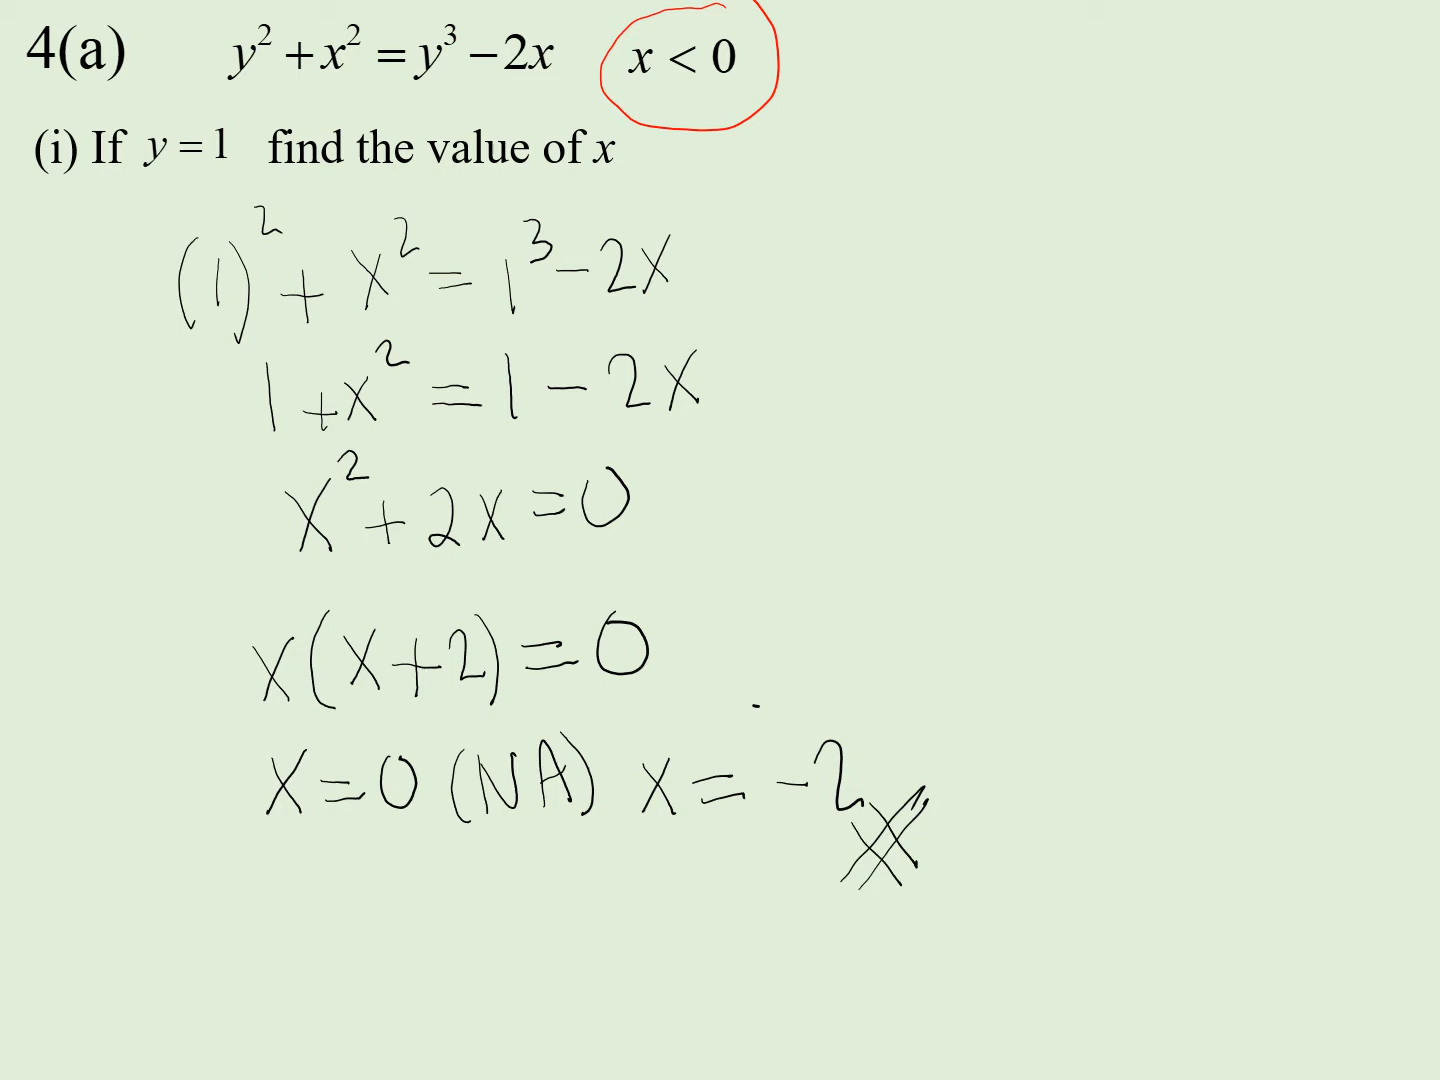 4(a) y² + x² = y³ − 2x x < 0
(i) If y = 1 find the value of x
(1)² + x² = 1³ − 2x
1 + x² = 1 − 2x
x² + 2x = 0
x(x+2) = 0
x = 0 (NA) x = −2